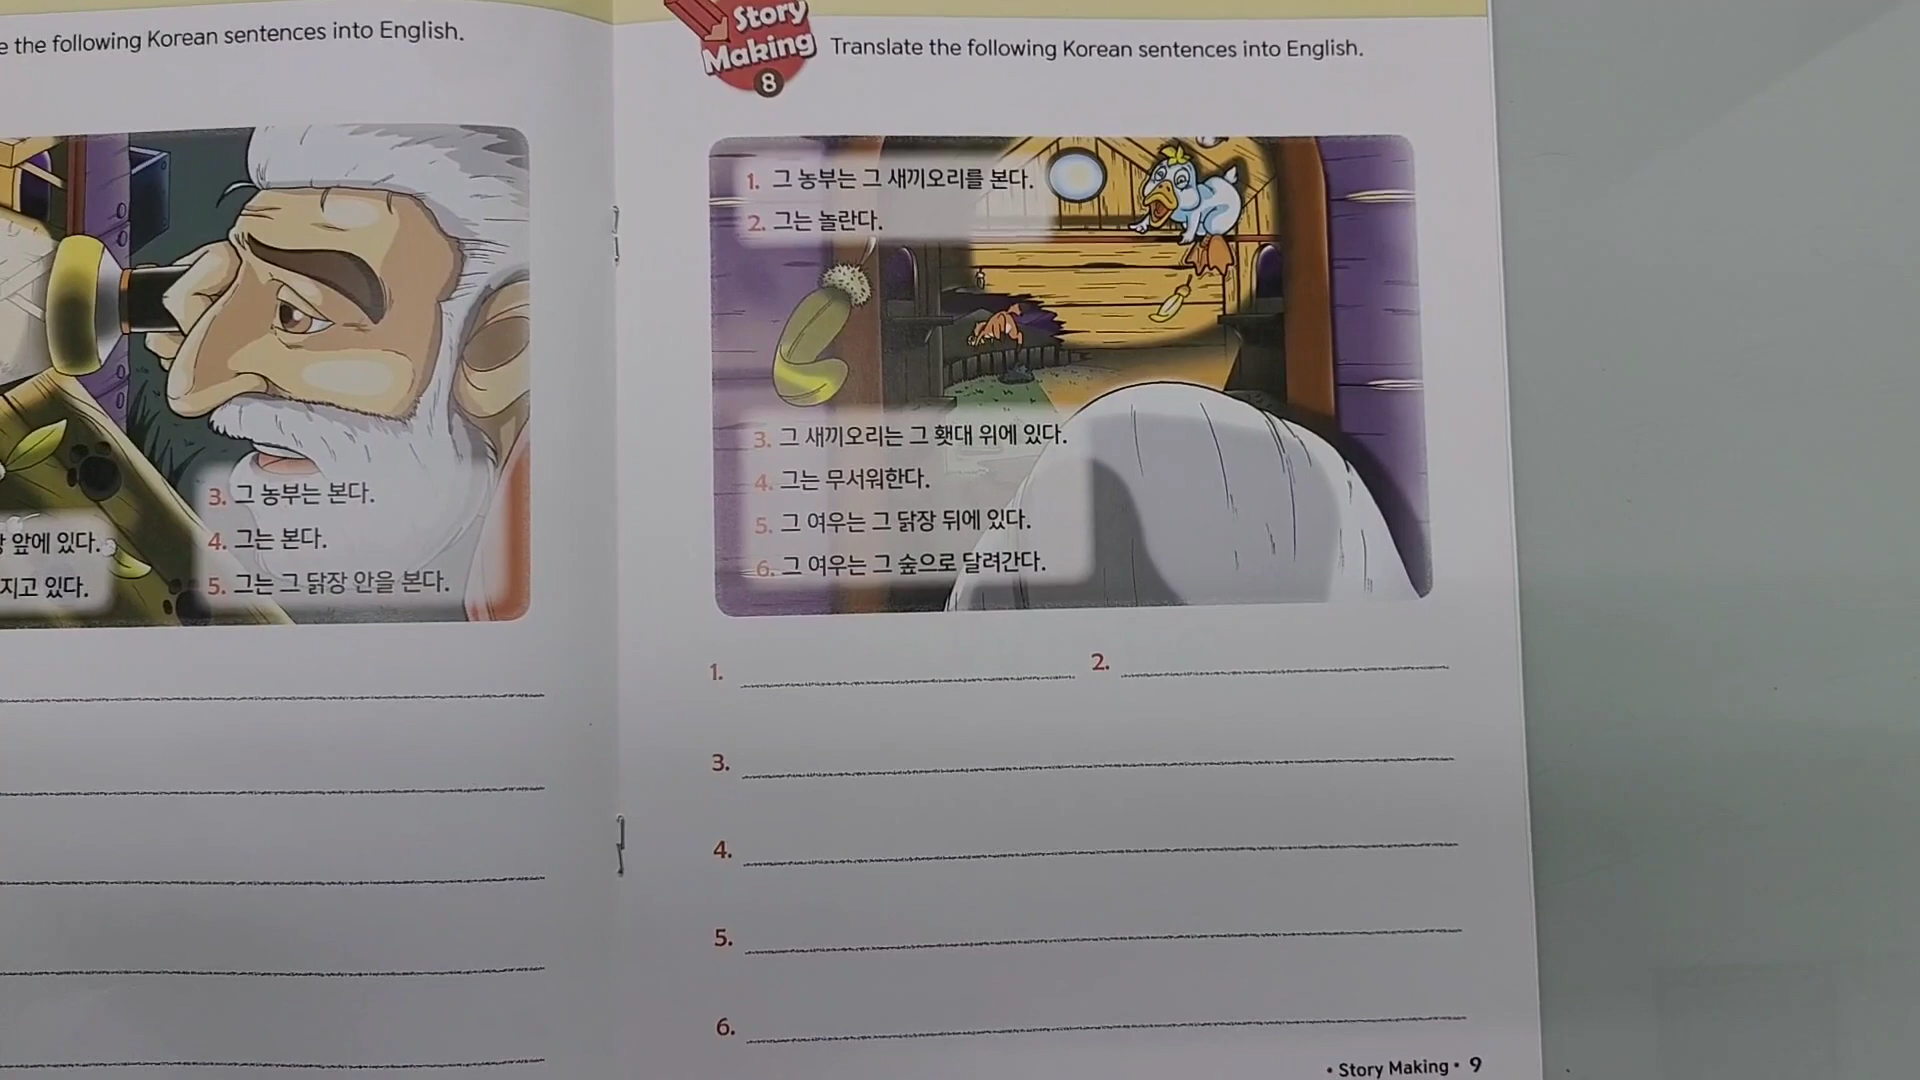 e the following Korean sentences into English.
3. 그 농부는 본다.
앞에 있다.
4. 그는 본다.
지고 있다.
5. 그는 그 닭장 안을 본다.
Story
Making
8
Translate the following Korean sentences into English.
1. 그 농부는 그 새끼오리를 본다.
2. 그는 놀란다.
3. 그 새끼오리는 그 횃대 위에 있다.
4. 그는 무서워한다.
5. 그 여우는 그 닭장 뒤에 있다.
6. 그 여우는 그 숲으로 달려간다.
1.
2.
3.
4.
5.
6.
• Story Making • 9